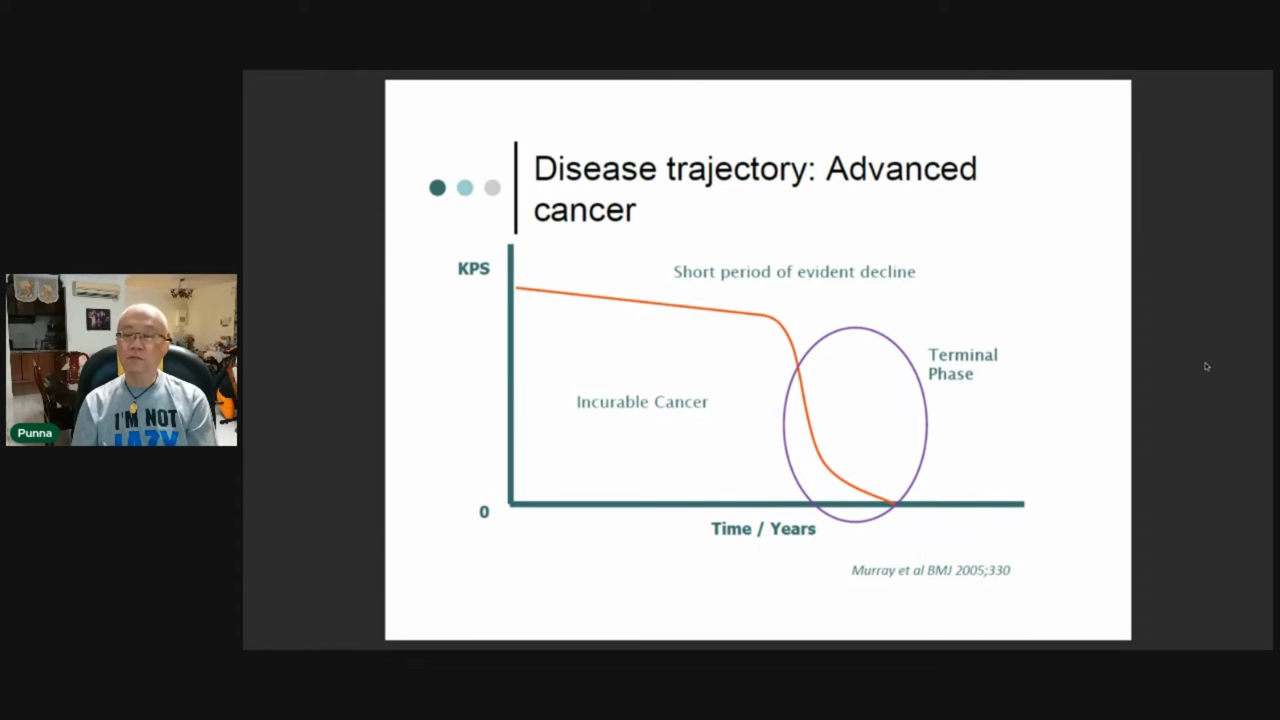 Disease trajectory: Advanced
cancer
KPS
Short period of evident decline
Terminal
Phase
Incurable Cancer
0
Time / Years
Murray et al BMJ 2005;330
I'M NOT
LAZY
Punna